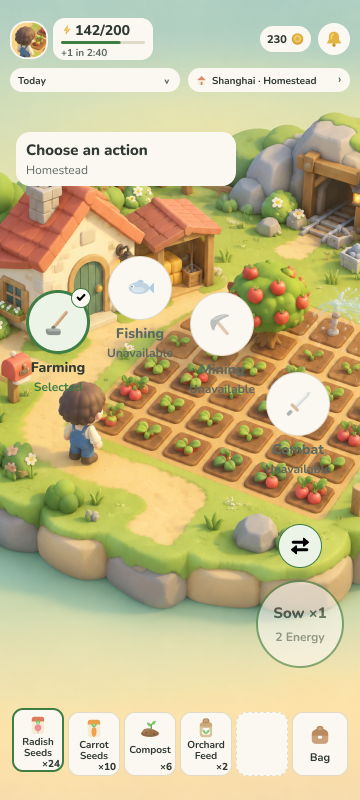 142/200
+1 in 2:40
230
Today
Shanghai · Homestead
Choose an action
Homestead
Farming
Selected
Fishing
Unavailable
Mining
Unavailable
Combat
Unavailable
Sow ×1
2 Energy
Radish
Seeds
×24
Carrot
Seeds
×10
Compost
×6
Orchard
Feed
×2
Bag